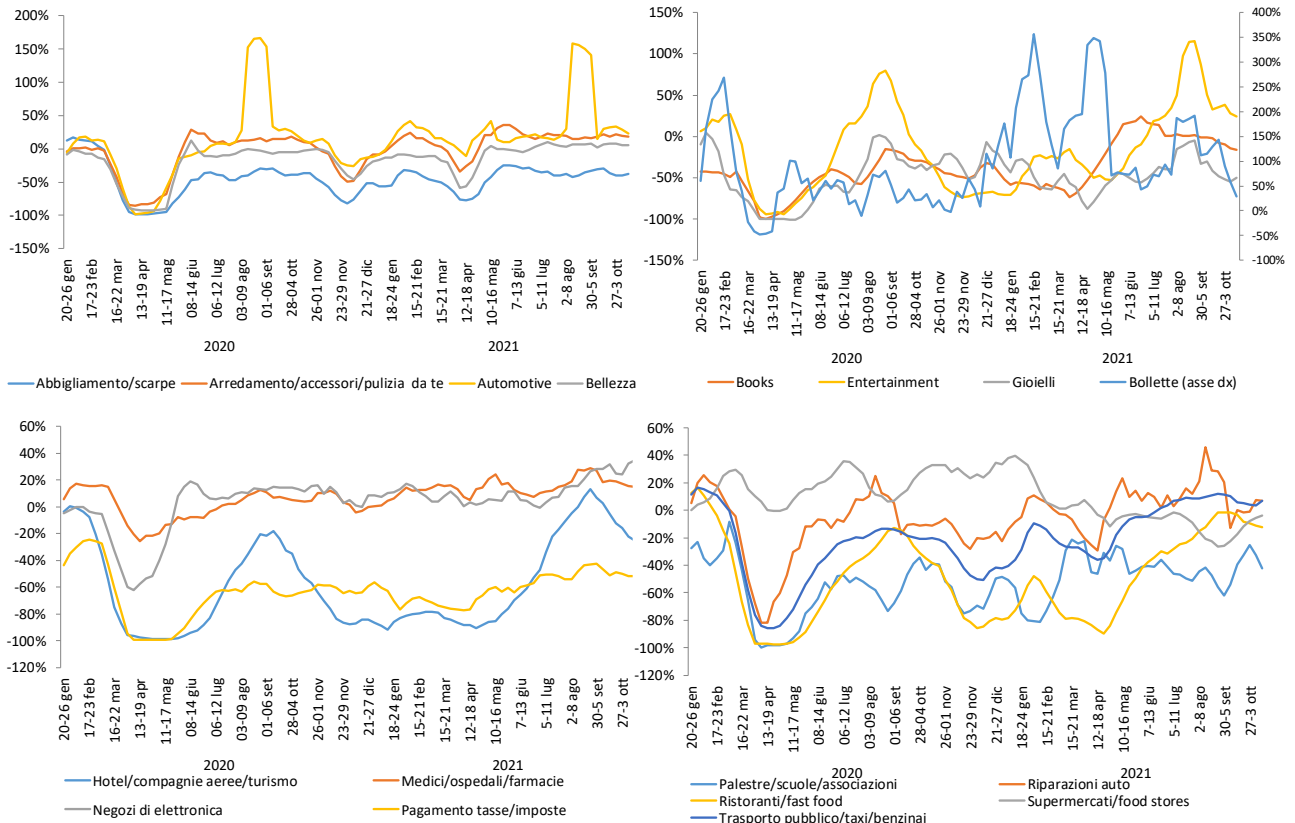 200%
150%
100%
50%
0%
-50%
-100%
-150%
20-26 gen
17-23 feb
16-22 mar
13-19 apr
11-17 mag
08-14 giu
06-12 lug
03-09 ago
01-06 set
28-04 ott
26-01 nov
23-29 nov
21-27 dic
18-24 gen
15-21 feb
15-21 mar
12-18 apr
10-16 mag
7-13 giu
5-11 lug
2-8 ago
30-5 set
27-3 ott
2020 2021
Abbigliamento/scarpe Arredamento/accessori/pulizia da te Automotive Bellezza
150%
100%
50%
0%
-50%
-100%
-150%
400%
350%
300%
250%
200%
150%
100%
50%
0%
-50%
-100%
20-26 gen
17-23 feb
16-22 mar
13-19 apr
11-17 mag
08-14 giu
06-12 lug
03-09 ago
01-06 set
28-04 ott
26-01 nov
23-29 nov
21-27 dic
18-24 gen
15-21 feb
15-21 mar
12-18 apr
10-16 mag
7-13 giu
5-11 lug
2-8 ago
30-5 set
27-3 ott
2020 2021
Books Entertainment Gioielli Bollette (asse dx)
60%
40%
20%
0%
-20%
-40%
-60%
-80%
-100%
-120%
20-26 gen
17-23 feb
16-22 mar
13-19 apr
11-17 mag
08-14 giu
06-12 lug
03-09 ago
01-06 set
28-04 ott
26-01 nov
23-29 nov
21-27 dic
18-24 gen
15-21 feb
15-21 mar
12-18 apr
10-16 mag
7-13 giu
5-11 lug
2-8 ago
30-5 set
27-3 ott
2020 2021
Hotel/compagnie aeree/turismo Medici/ospedali/farmacie
Negozi di elettronica Pagamento tasse/imposte
60%
40%
20%
0%
-20%
-40%
-60%
-80%
-100%
-120%
20-26 gen
17-23 feb
16-22 mar
13-19 apr
11-17 mag
08-14 giu
06-12 lug
03-09 ago
01-06 set
28-04 ott
26-01 nov
23-29 nov
21-27 dic
18-24 gen
15-21 feb
15-21 mar
12-18 apr
10-16 mag
7-13 giu
5-11 lug
2-8 ago
30-5 set
27-3 ott
2020 2021
Palestre/scuole/associazioni Riparazioni auto
Ristoranti/fast food Supermercati/food stores
Trasporto pubblico/taxi/benzinai